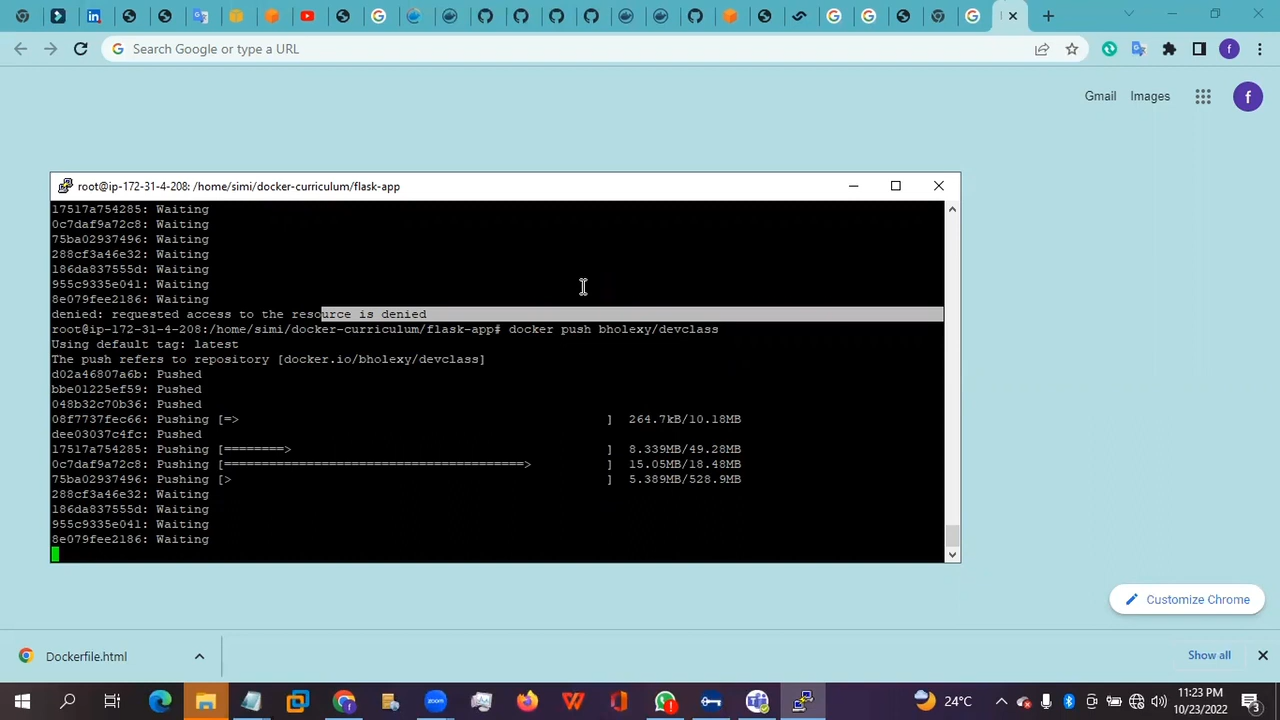 Search Google or type a URL
f
Gmail
Images
f
root@ip-172-31-4-208: /home/simi/docker-curriculum/flask-app
17517a754285: Waiting
0c7daf9a72c8: Waiting
75ba02937496: Waiting
288cf3a46e32: Waiting
186da837555d: Waiting
955c9335e041: Waiting
8e079fee2186: Waiting
denied: requested access to the resource is denied
root@ip-172-31-4-208:/home/simi/docker-curriculum/flask-app# docker push bholexy/devclass
Using default tag: latest
The push refers to repository [docker.io/bholexy/devclass]
d02a46807a6b: Pushed
bbe01225ef59: Pushed
048b32c70b36: Pushed
08f7737fec66: Pushing [=>                                                 ]  264.7kB/10.18MB
dee03037c4fc: Pushed
17517a754285: Pushing [========>                                          ]  8.339MB/49.28MB
0c7daf9a72c8: Pushing [========================================>          ]  15.05MB/18.48MB
75ba02937496: Pushing [>                                                  ]  5.389MB/528.9MB
288cf3a46e32: Waiting
186da837555d: Waiting
955c9335e041: Waiting
8e079fee2186: Waiting
Customize Chrome
Dockerfile.html
Show all
zoom
24°C
11:23 PM
10/23/2022
3